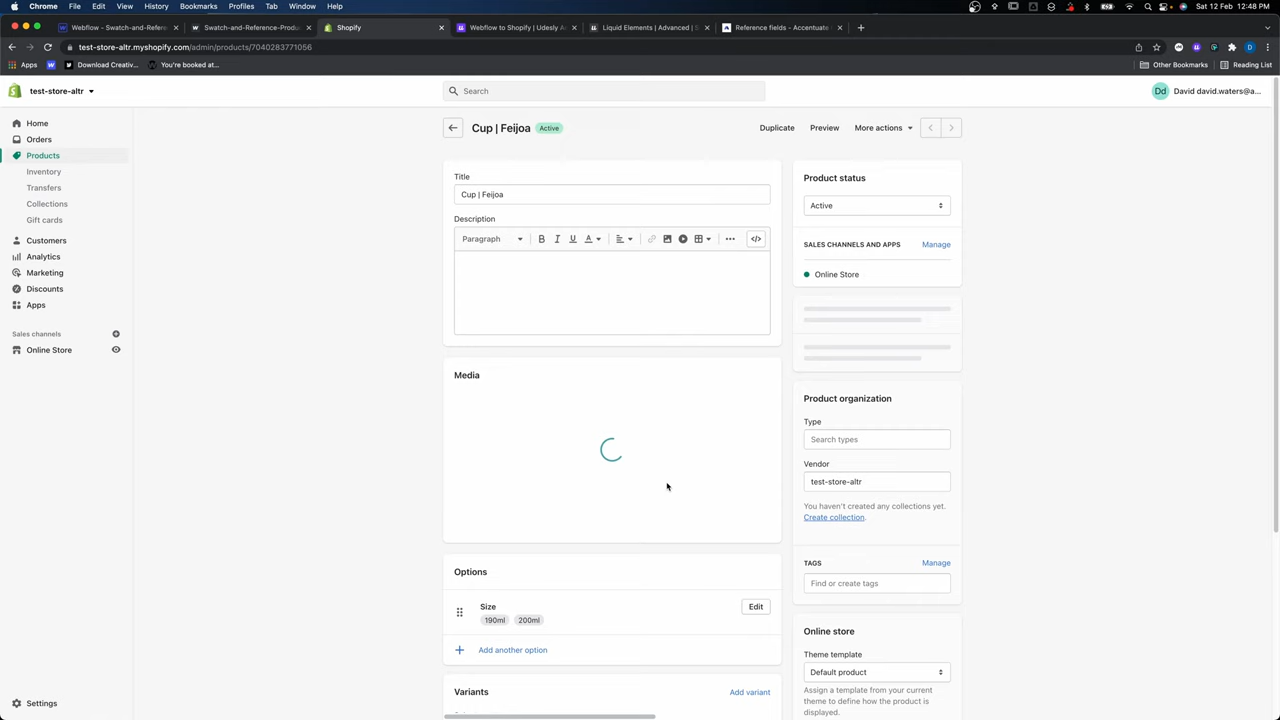 Chrome File Edit View History Bookmarks Profiles Tab Window Help
Sat 12 Feb 12:48 PM
Webflow - Swatch-and-Refere
Swatch-and-Reference-Produ
Shopify
Webflow to Shopify | Udesly A
Liquid Elements | Advanced | S
Reference fields - Accentuate
test-store-altr.myshopify.com/admin/products/7040283771056
Apps
Download Creativ...
You're booked at...
Other Bookmarks
Reading List
test-store-altr
Search
Dd
David david.waters@a...
Home
Orders
Products
Inventory
Transfers
Collections
Gift cards
Customers
Analytics
Marketing
Discounts
Apps
Sales channels
Online Store
Settings
Cup | Feijoa
Active
Duplicate
Preview
More actions
Title
Cup | Feijoa
Description
Paragraph
B I U A
</>
Media
Options
Size
190ml 200ml
Edit
Add another option
Variants
Add variant
Product status
Active
SALES CHANNELS AND APPS
Manage
Online Store
Product organization
Type
Search types
Vendor
test-store-altr
You haven't created any collections yet.
Create collection.
TAGS
Manage
Find or create tags
Online store
Theme template
Default product
Assign a template from your current
theme to define how the product is
displayed.